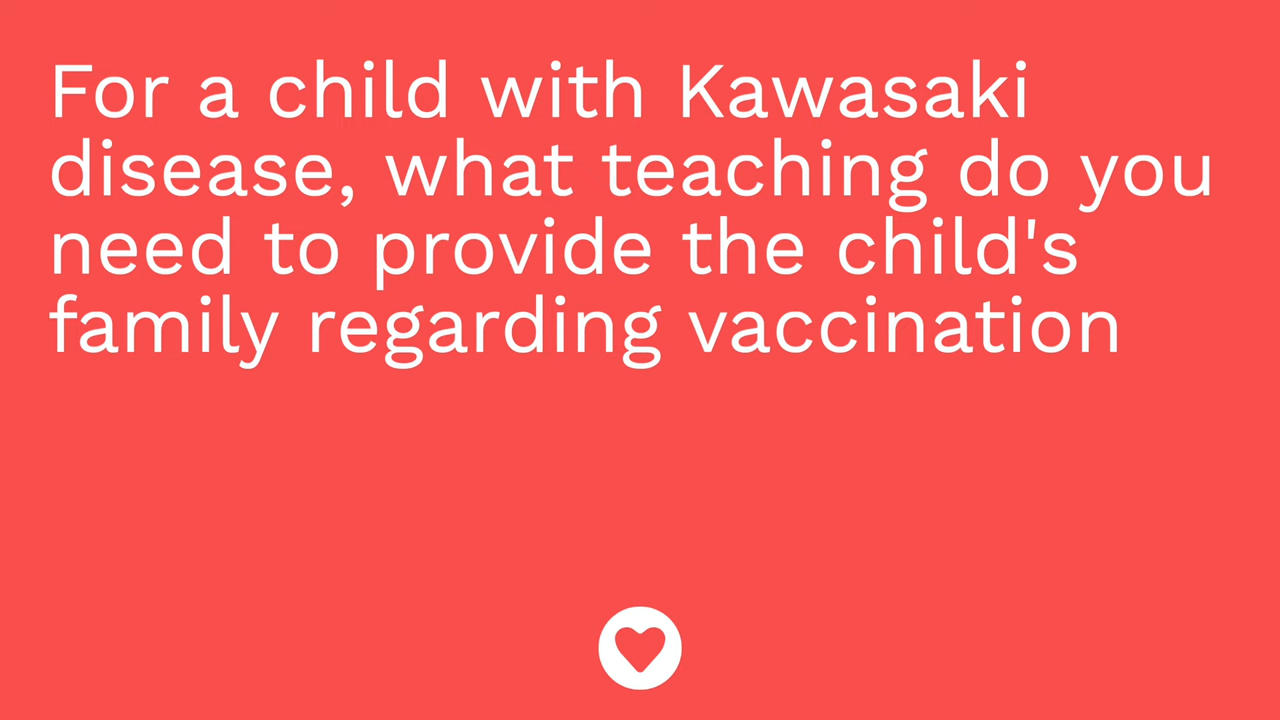 For a child with Kawasaki
disease, what teaching do you
need to provide the child's
family regarding vaccination